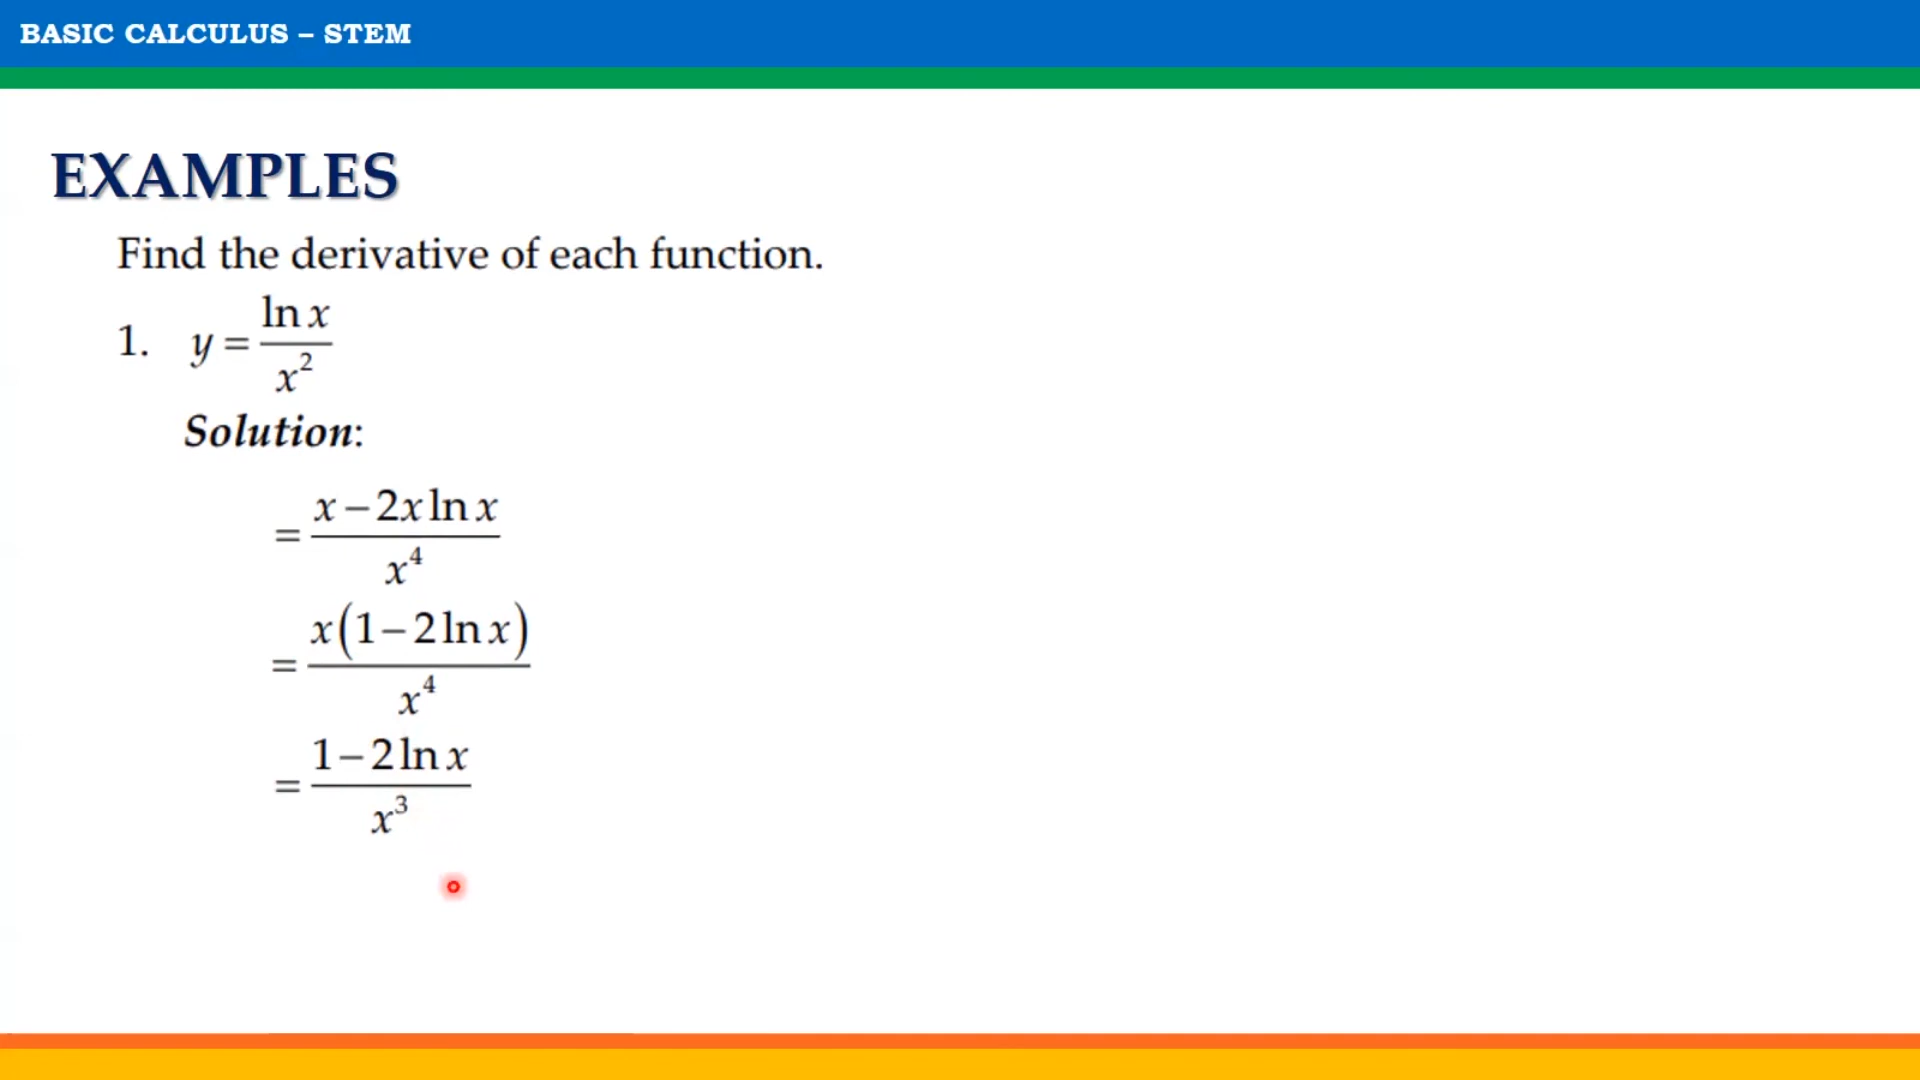 BASIC CALCULUS – STEM
EXAMPLES
Find the derivative of each function.
1. y = ln x / x²
Solution:
= x − 2x ln x / x⁴
= x(1 − 2 ln x) / x⁴
= 1 − 2 ln x / x³